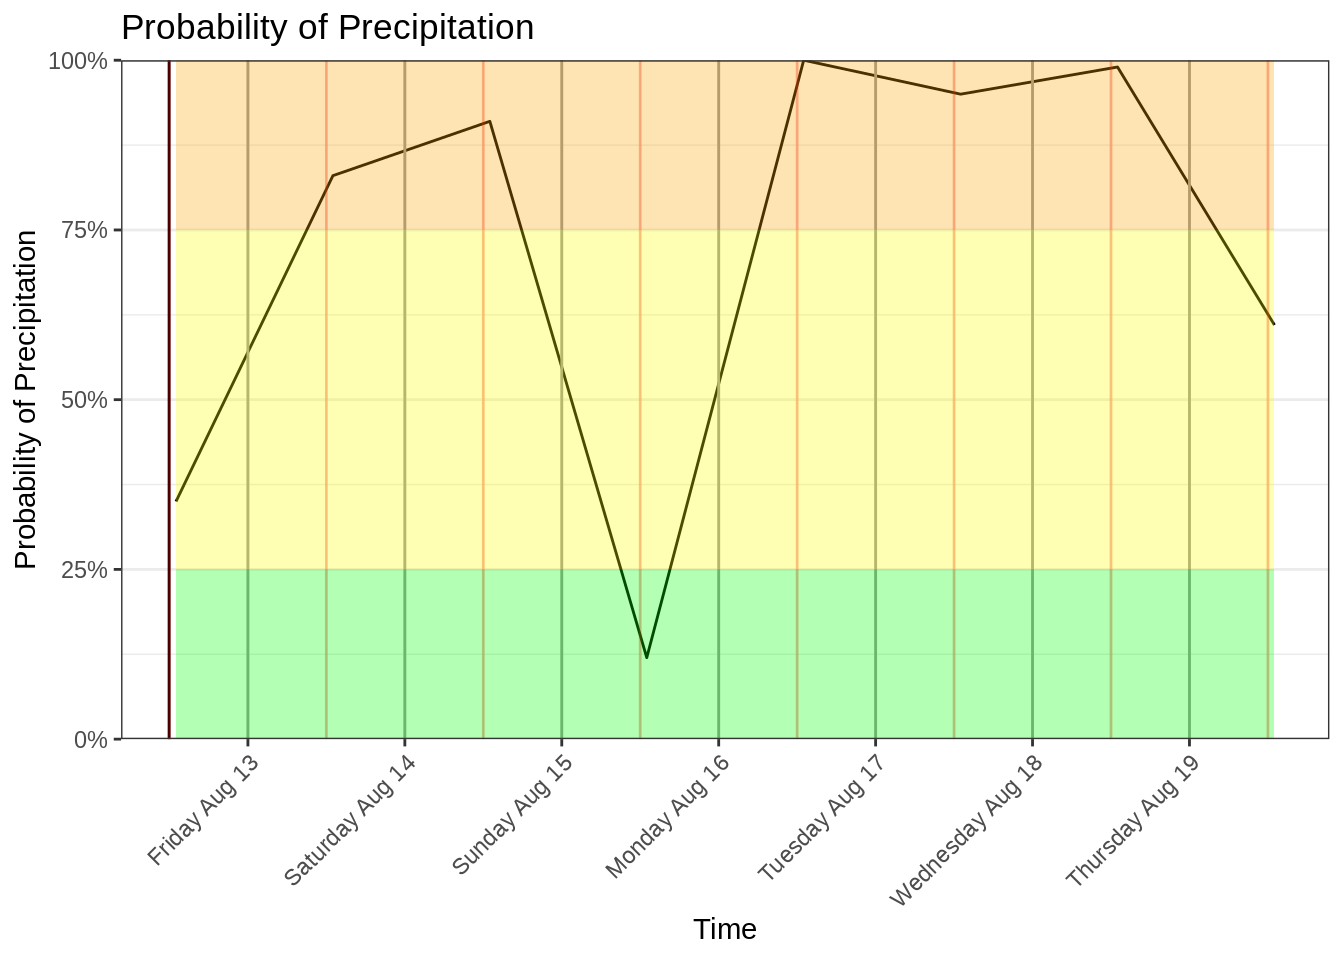 Probability of Precipitation
Probability of Precipitation
100%
75%
50%
25%
0%
Friday Aug 13
Saturday Aug 14
Sunday Aug 15
Monday Aug 16
Tuesday Aug 17
Wednesday Aug 18
Thursday Aug 19
Time